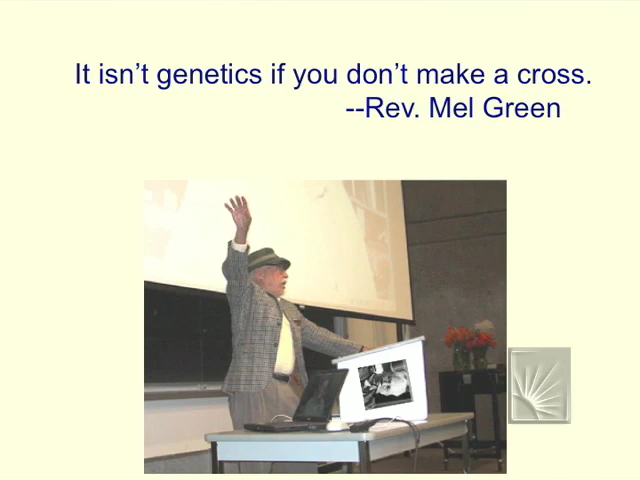 It isn’t genetics if you don’t make a cross.
--Rev. Mel Green